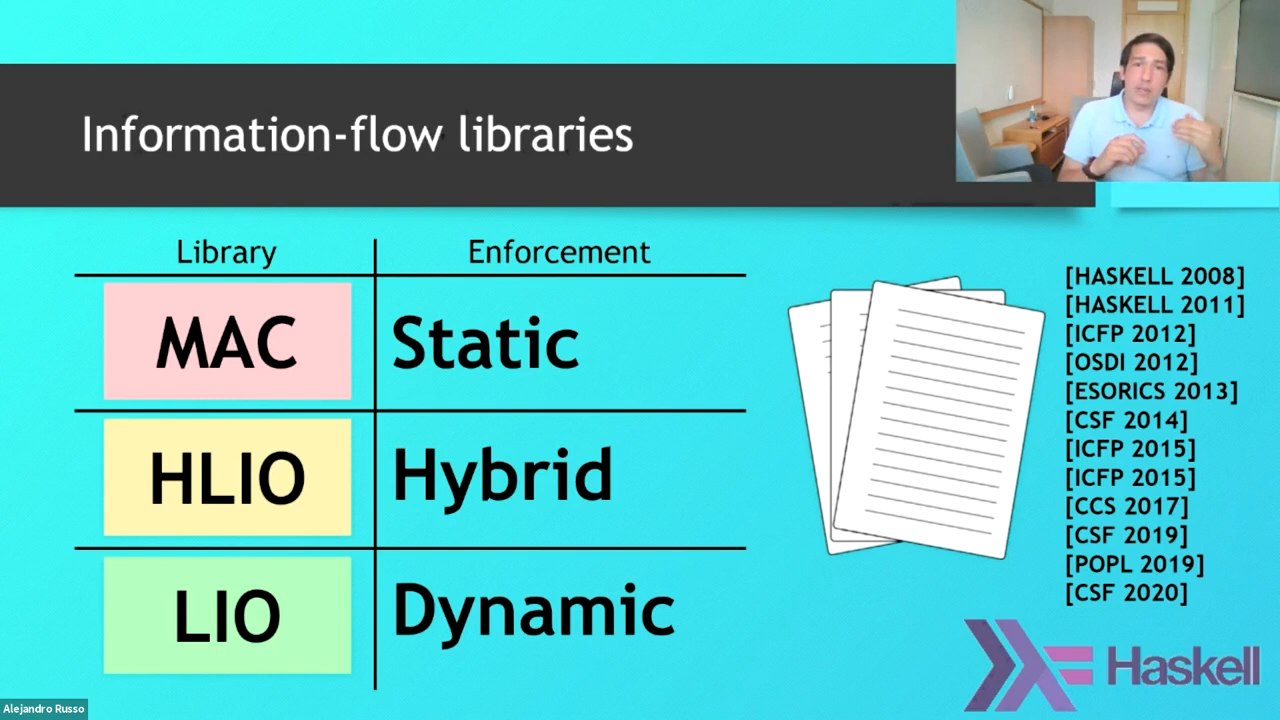 Information-flow libraries
Library Enforcement
MAC Static
HLIO Hybrid
LIO Dynamic
[HASKELL 2008]
[HASKELL 2011]
[ICFP 2012]
[OSDI 2012]
[ESORICS 2013]
[CSF 2014]
[ICFP 2015]
[ICFP 2015]
[CCS 2017]
[CSF 2019]
[POPL 2019]
[CSF 2020]
Haskell
Alejandro Russo